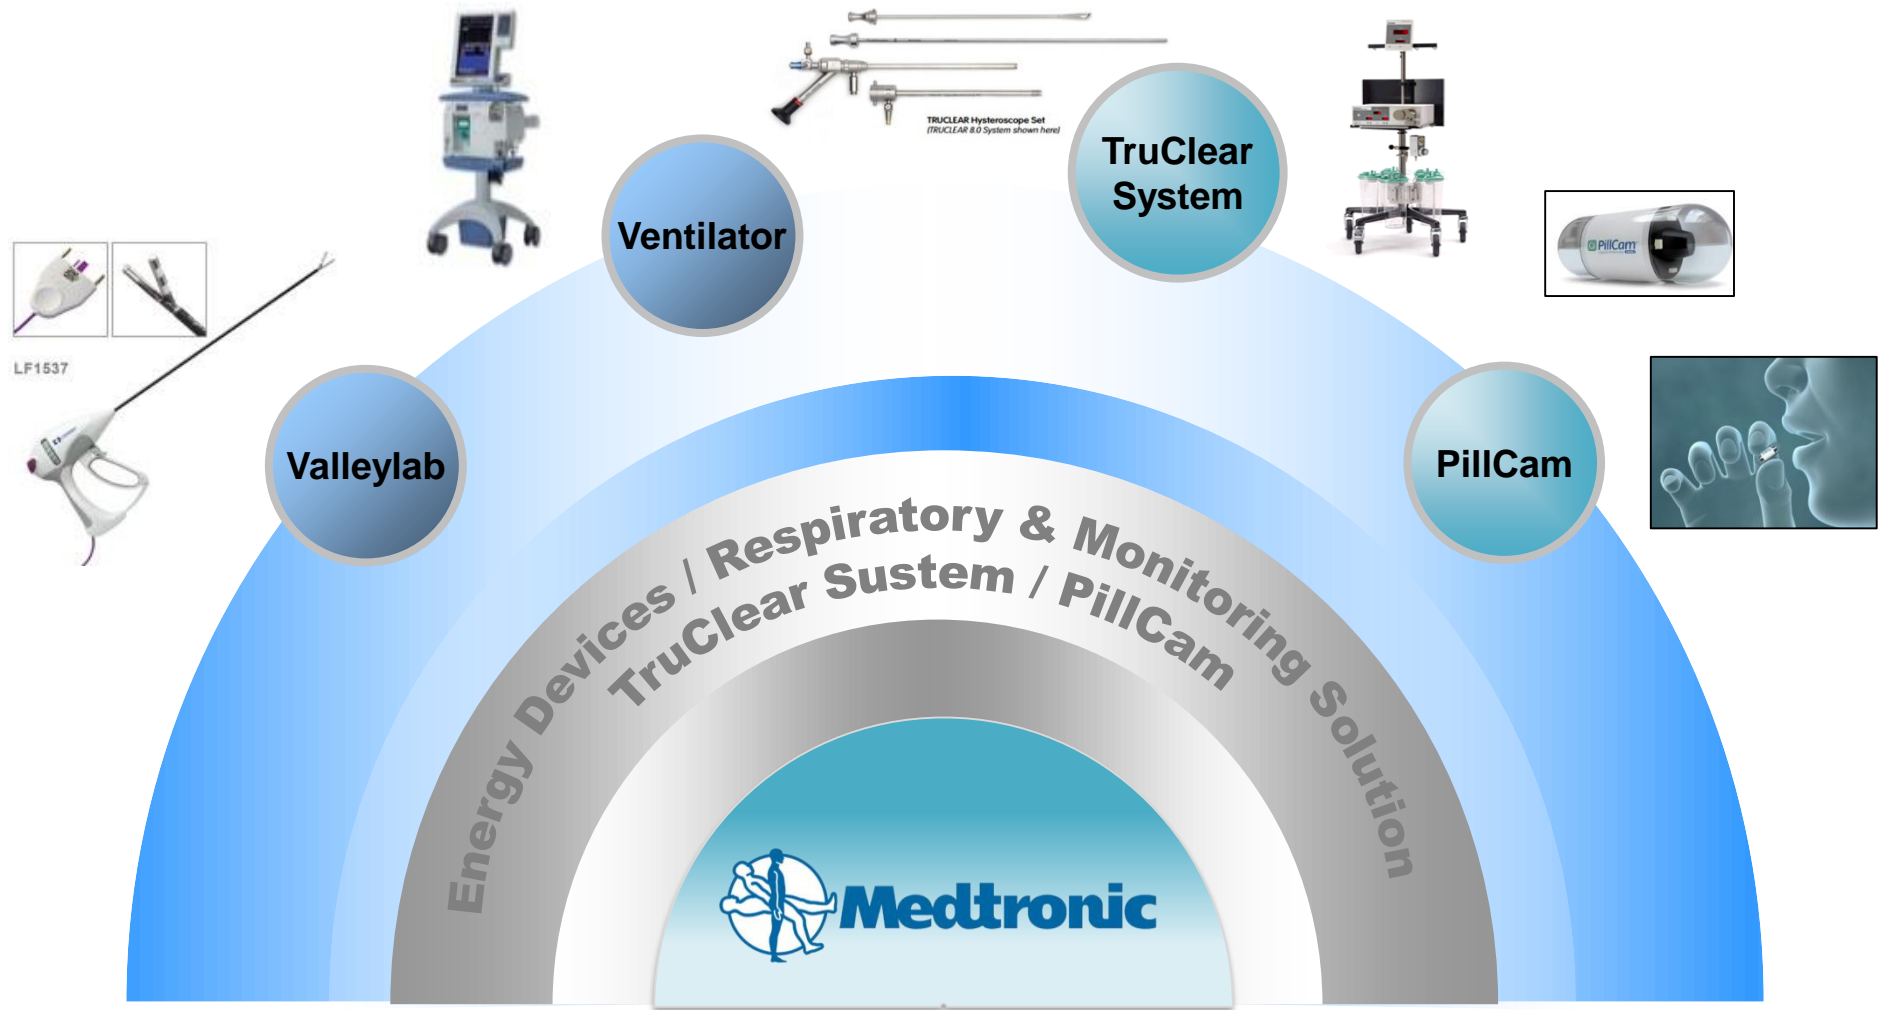 TRUCLEAR Hysteroscope Set
(TRUCLEAR 8.0 System shown here)
TruClear
System
Ventilator
PillCam
LF1537
Valleylab
PillCam
Energy Devices / Respiratory & Monitoring Solution
TruClear Sustem / PillCam
Medtronic